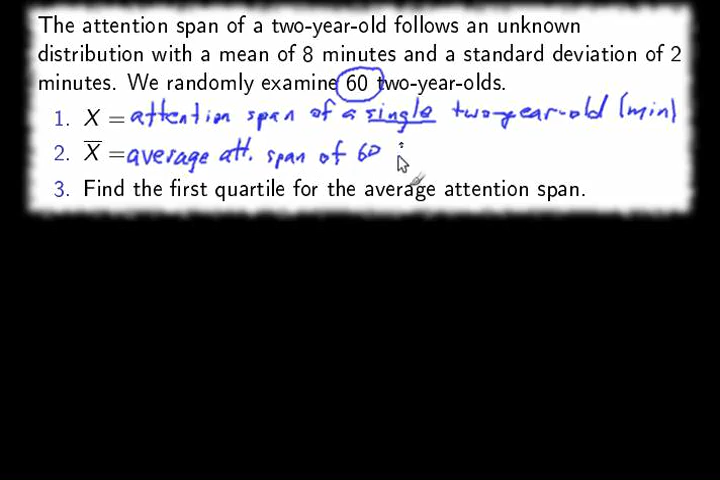 The attention span of a two-year-old follows an unknown
distribution with a mean of 8 minutes and a standard deviation of 2
minutes. We randomly examine 60 two-year-olds.
1. X = attention span of a single two-year-old (min)
2. X̅ = average att. span of 60
3. Find the first quartile for the average attention span.